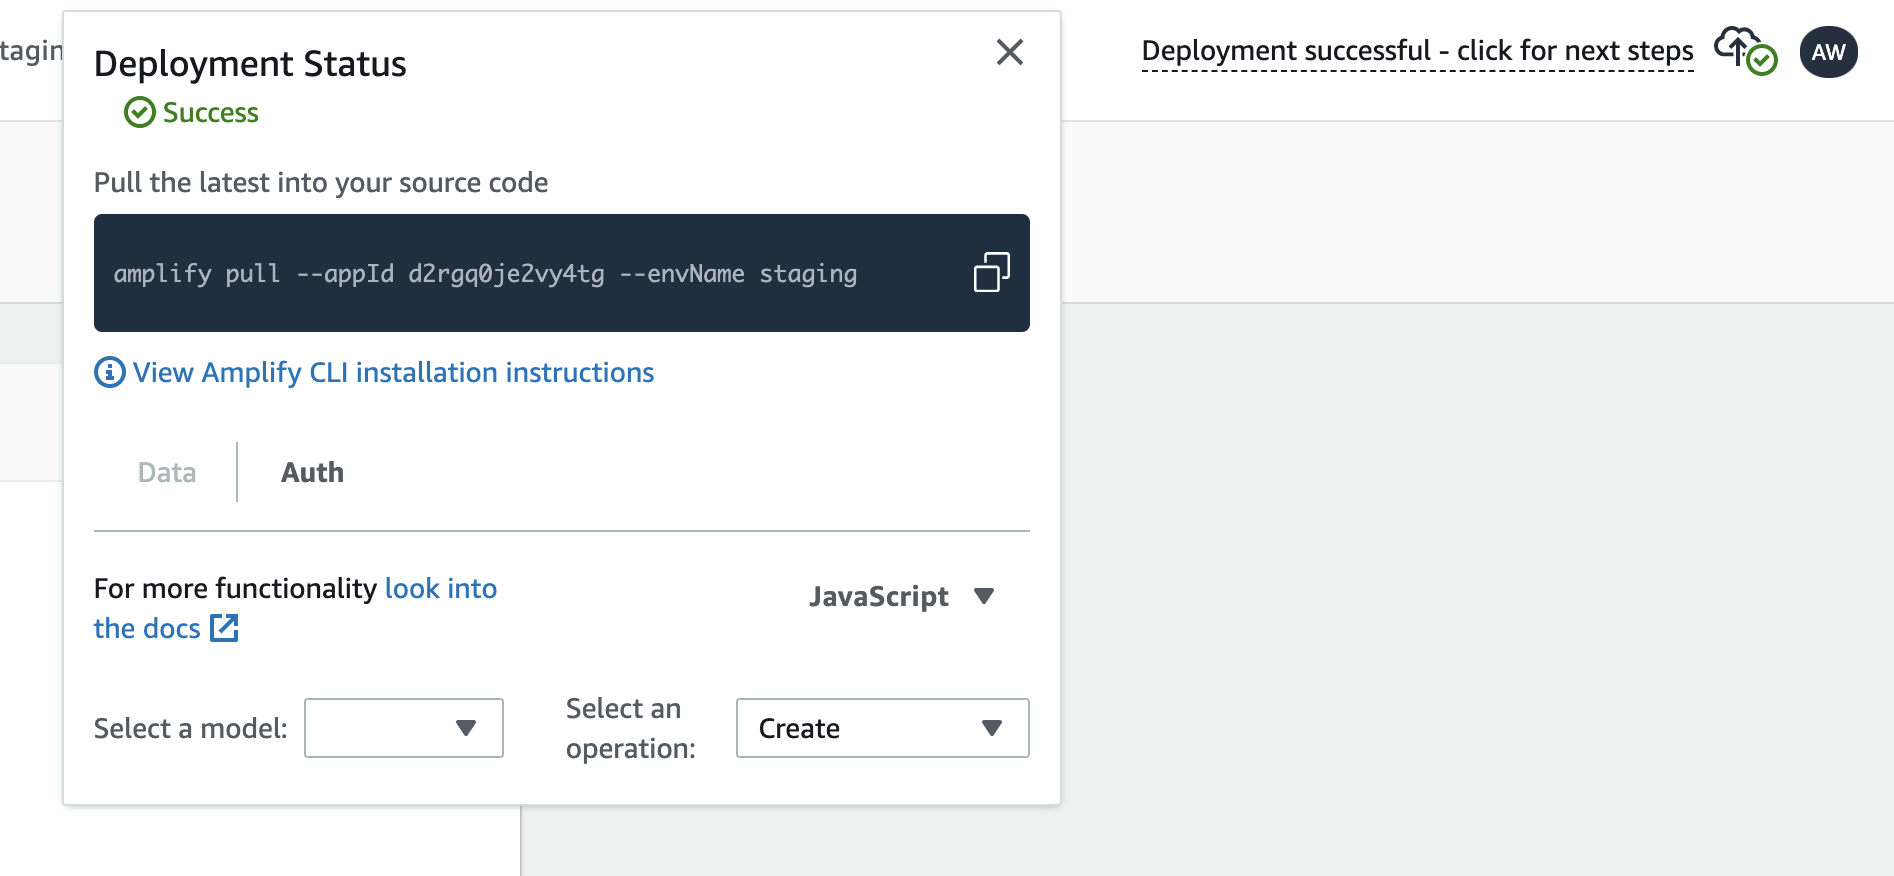 Deployment Status
Success
Pull the latest into your source code
amplify pull --appId d2rgq0je2vy4tg --envName staging
View Amplify CLI installation instructions
Data Auth
For more functionality look into
the docs
JavaScript
Select a model:
Select an
operation:
Create
tagin
Deployment successful - click for next steps
AW